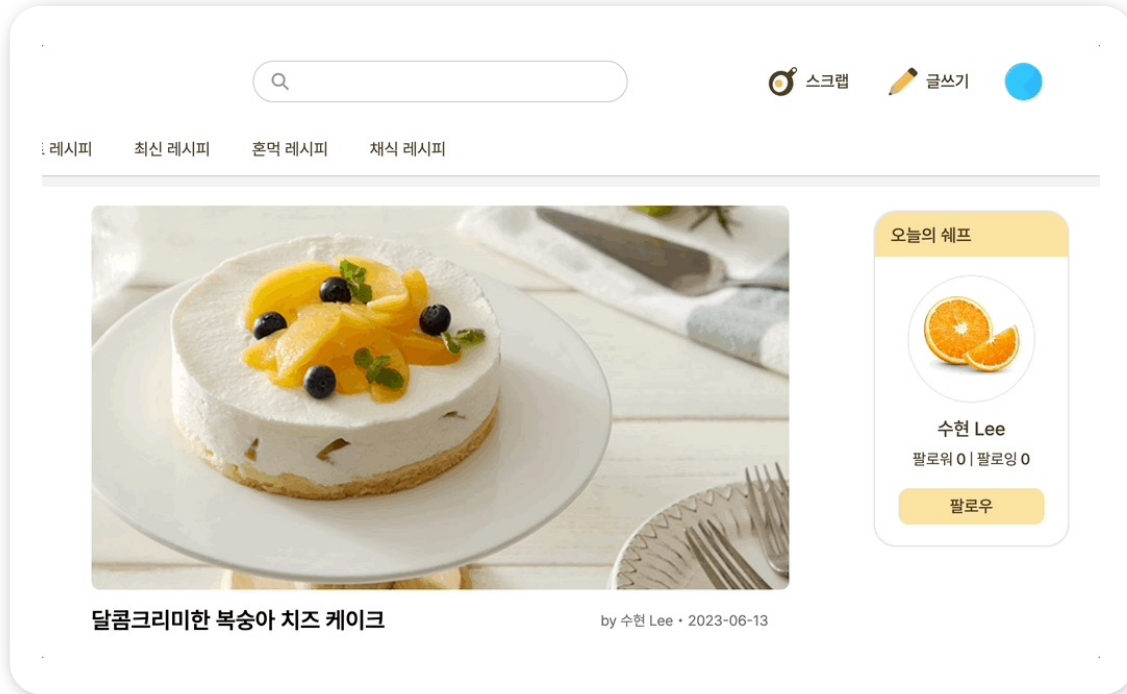 스크랩 글쓰기
레시피 최신 레시피 혼먹 레시피 채식 레시피
오늘의 쉐프
수현 Lee
팔로워 0 | 팔로잉 0
팔로우
달콤크리미한 복숭아 치즈 케이크
by 수현 Lee • 2023-06-13